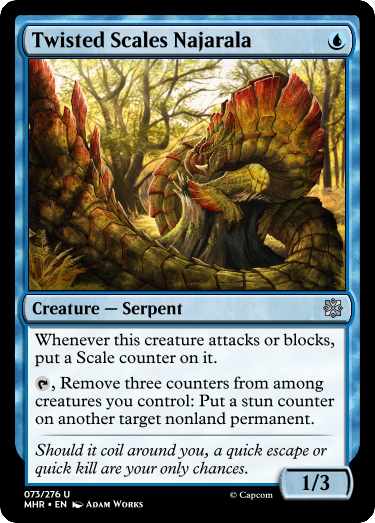 Twisted Scales Najarala
Creature — Serpent
Whenever this creature attacks or blocks,
put a Scale counter on it.
, Remove three counters from among
creatures you control: Put a stun counter
on another target nonland permanent.
Should it coil around you, a quick escape or
quick kill are your only chances.
1/3
073/276 U
MHR • EN Adam Works
© Capcom